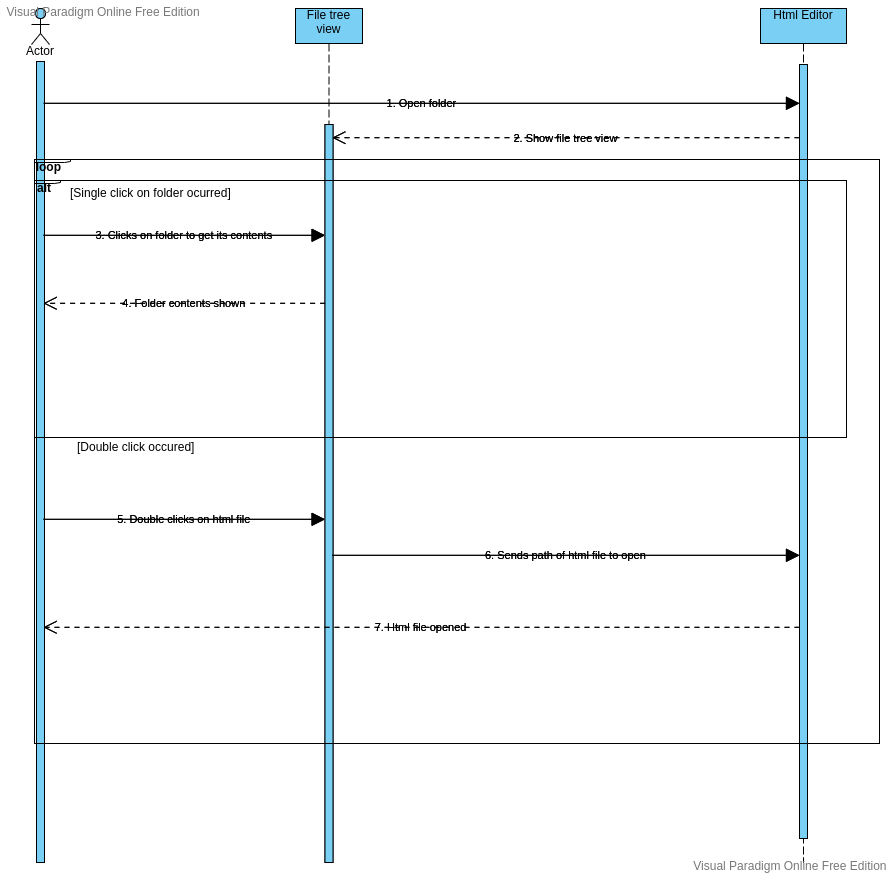 Visual Paradigm Online Free Edition
Actor
File tree
view
Html Editor
1. Open folder
2. Show file tree view
loop
alt
[Single click on folder ocurred]
3. Clicks on folder to get its contents
4. Folder contents shown
[Double click occured]
5. Double clicks on html file
6. Sends path of html file to open
7. Html file opened
Visual Paradigm Online Free Edition